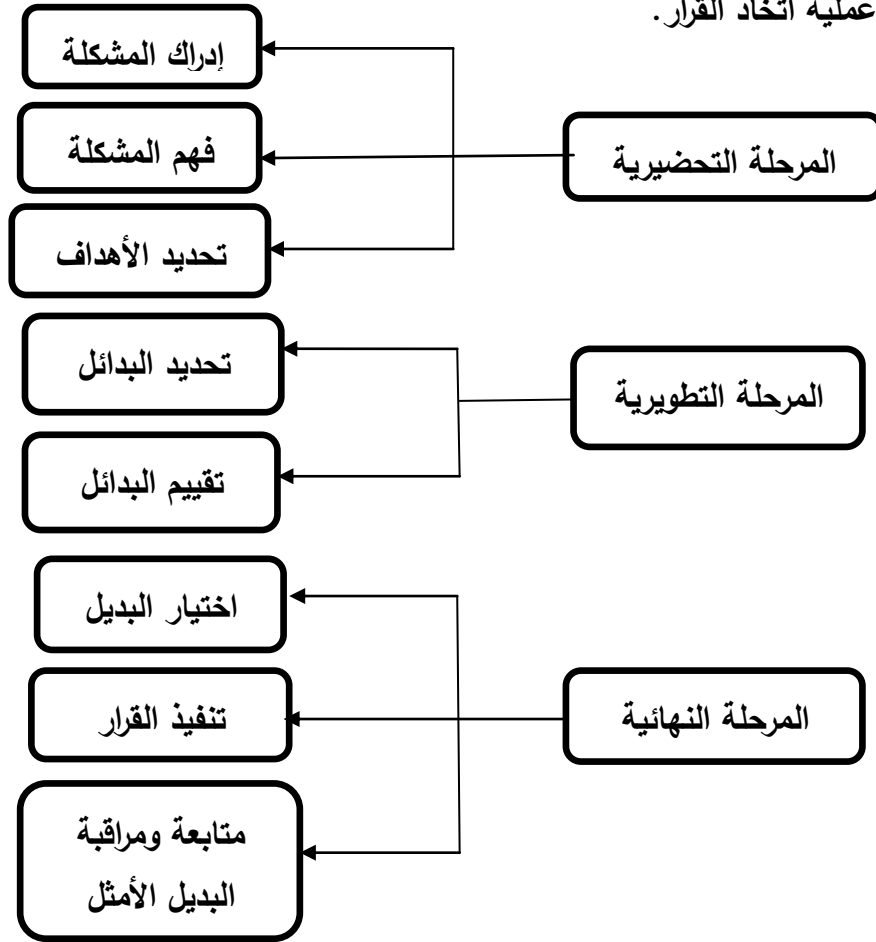 عملية اتخاد القرار.
إدراك المشكلة
فهم المشكلة
المرحلة التحضيرية
تحديد الأهداف
تحديد البدائل
المرحلة التطويرية
تقييم البدائل
اختيار البديل
تنفيذ القرار
المرحلة النهائية
متابعة ومراقبة
البديل الأمثل